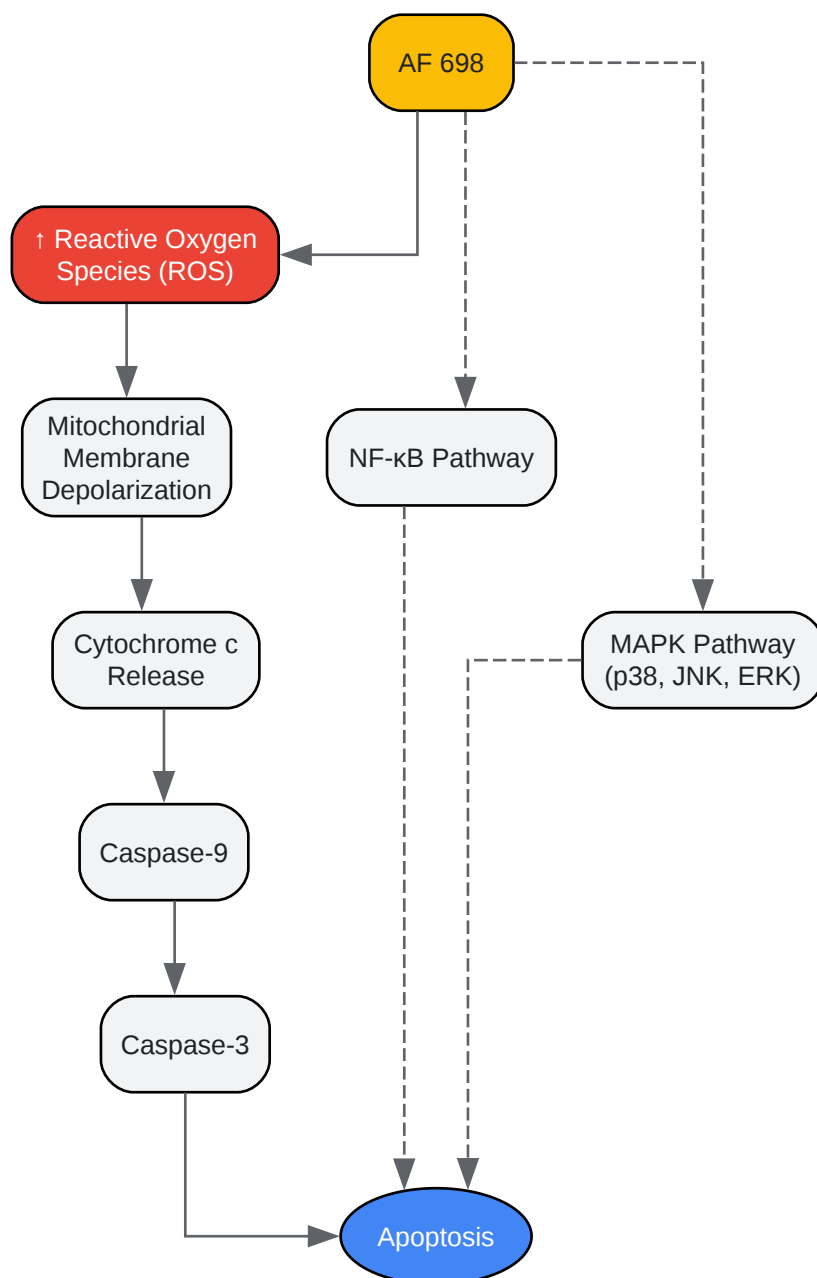 AF 698
↑ Reactive Oxygen
Species (ROS)
Mitochondrial
Membrane
Depolarization
NF-κB Pathway
Cytochrome c
Release
MAPK Pathway
(p38, JNK, ERK)
Caspase-9
Caspase-3
Apoptosis